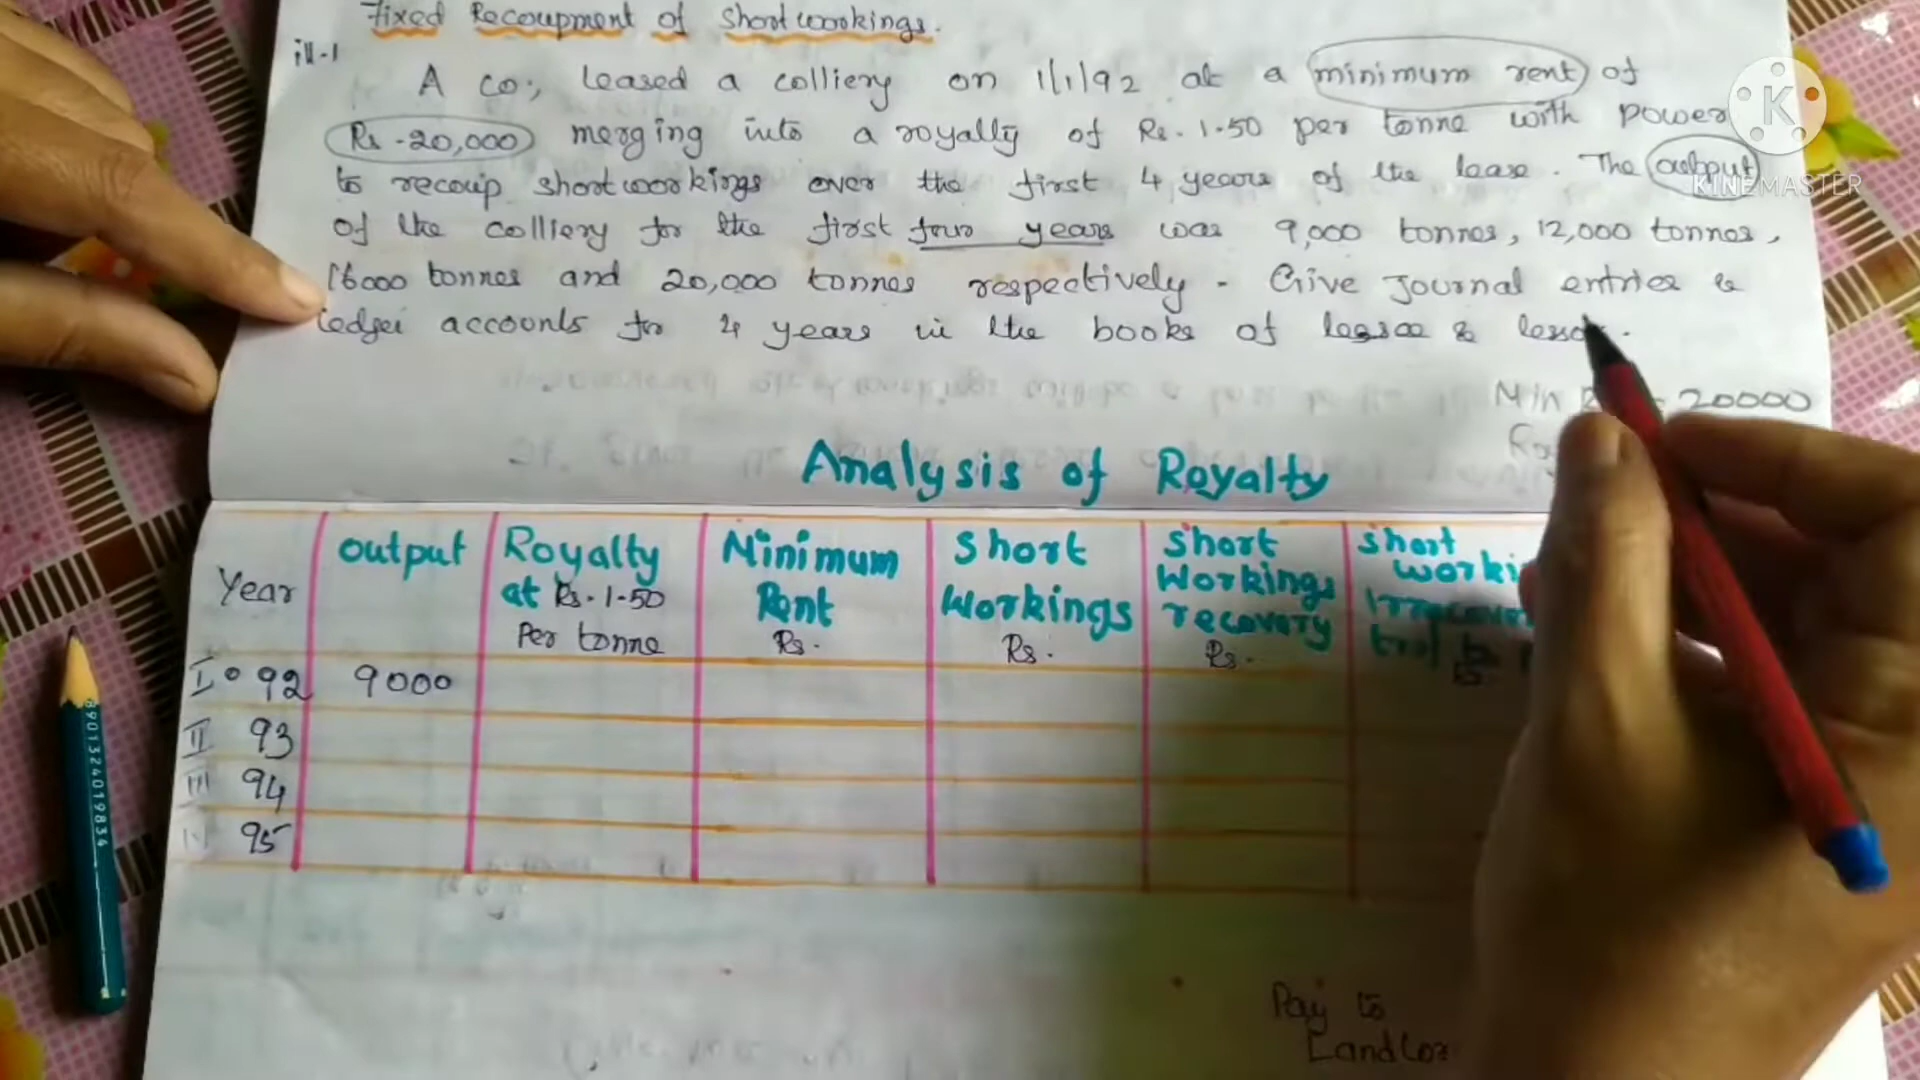 Fixed Recoupment of Shortworkings.
ill-1
A co;, leased a colliery on 1/1/92 at a minimum rent of
Rs.-20,000 merging into a royalty of Rs.1.50 per tonne with power
to recoup shortworkings over the first 4 years of the lease. The output
of the colliery for the first four years was 9,000 tonnes, 12,000 tonnes,
16000 tonnes and 20,000 tonnes respectively - Give Journal entries &
ledger accounts for 4 years in the books of lessee & lessor.
Min 20000
Analysis of Royalty
Year output Royalty at Rs.1-50 Per tonne Minimum Rent Rs. Short Workings Rs. Short Workings recovery Rs. Short
I 92 9000
II 93
III 94
IV 95
Pay to
K
KINEMASTER
8901324019834